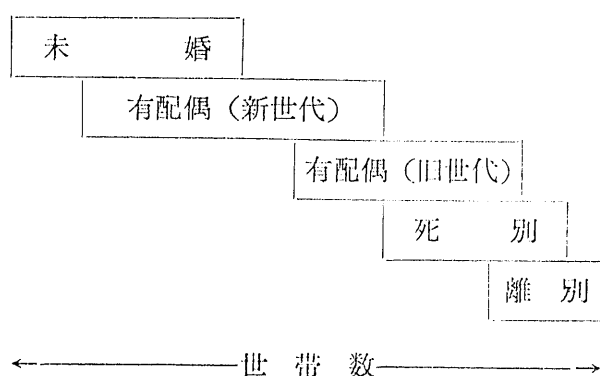 未婚
有配偶（新世代）
有配偶（旧世代）
死別
離別
世帯数